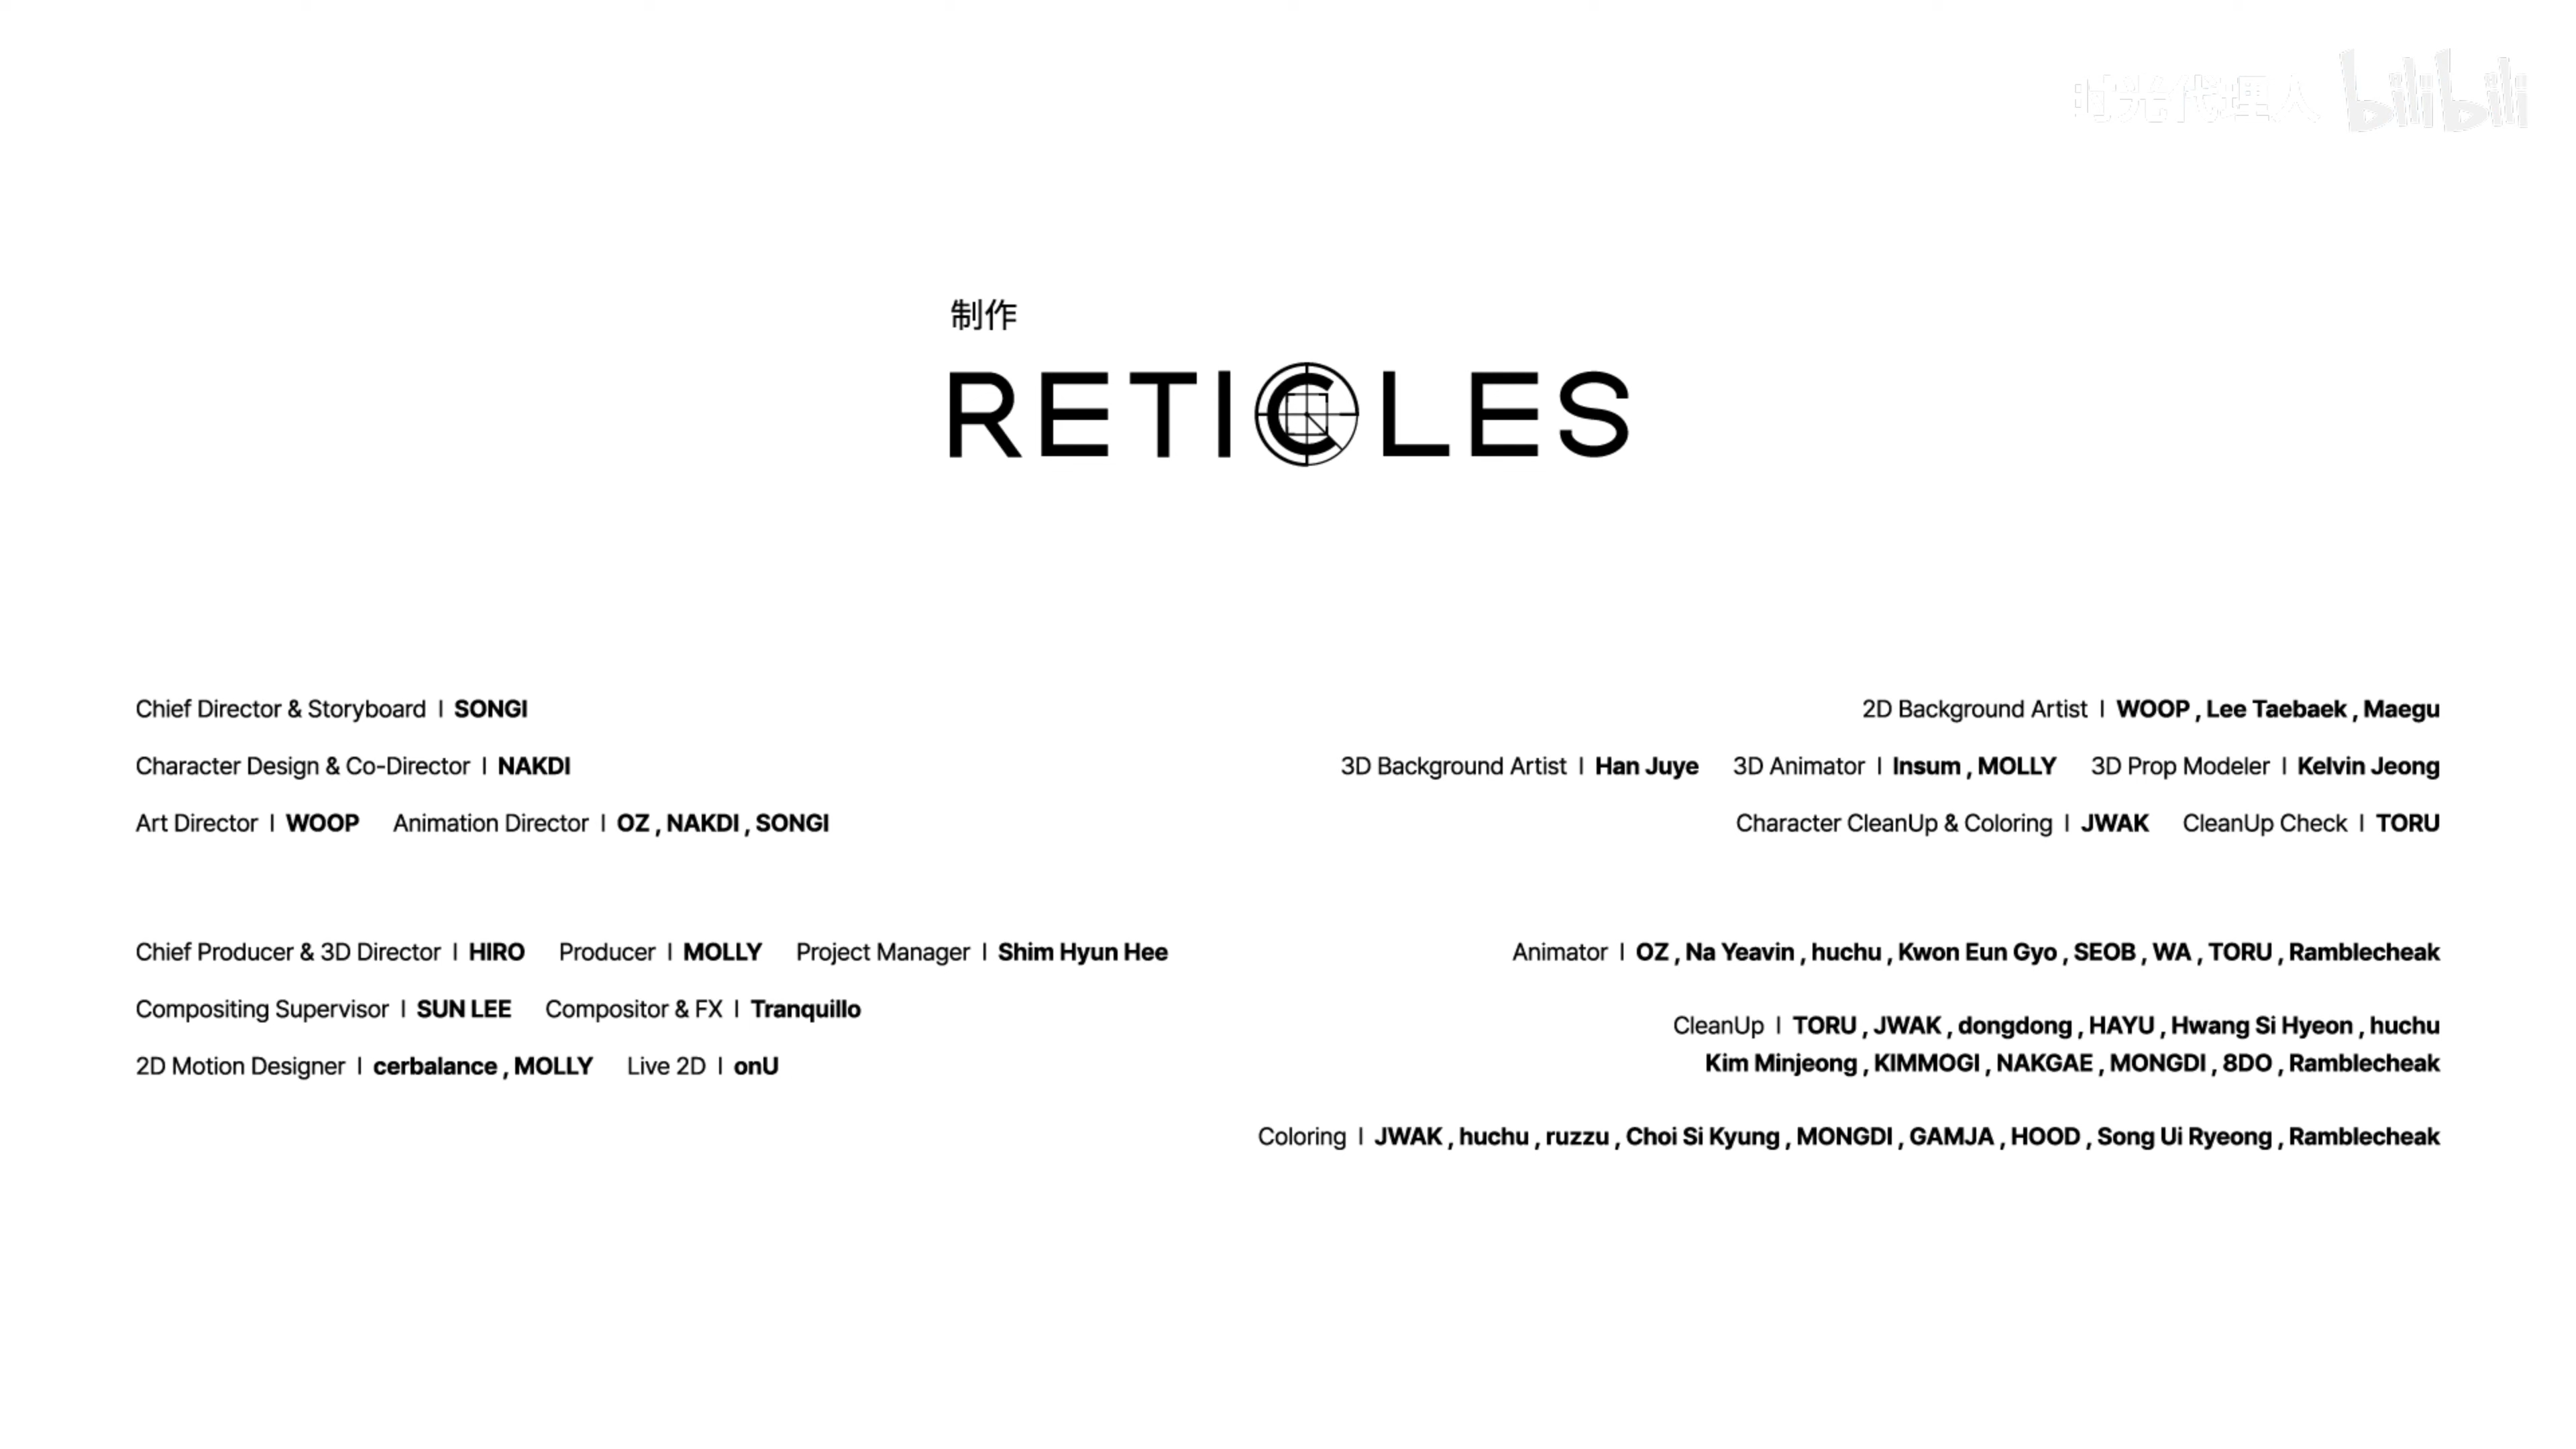 时光代理人 bilibili
制作
RETICLES
Chief Director & Storyboard | SONGI
Character Design & Co-Director | NAKDI
Art Director | WOOP Animation Director | OZ , NAKDI , SONGI
Chief Producer & 3D Director | HIRO Producer | MOLLY Project Manager | Shim Hyun Hee
Compositing Supervisor | SUN LEE Compositor & FX | Tranquillo
2D Motion Designer | cerbalance , MOLLY Live 2D | onU
2D Background Artist | WOOP , Lee Taebaek , Maegu
3D Background Artist | Han Juye 3D Animator | Insum , MOLLY 3D Prop Modeler | Kelvin Jeong
Character CleanUp & Coloring | JWAK CleanUp Check | TORU
Animator | OZ , Na Yeavin , huchu , Kwon Eun Gyo , SEOB , WA , TORU , Ramblecheak
CleanUp | TORU , JWAK , dongdong , HAYU , Hwang Si Hyeon , huchu
Kim Minjeong , KIMMOGI , NAKGAE , MONGDI , 8DO , Ramblecheak
Coloring | JWAK , huchu , ruzzu , Choi Si Kyung , MONGDI , GAMJA , HOOD , Song Ui Ryeong , Ramblecheak